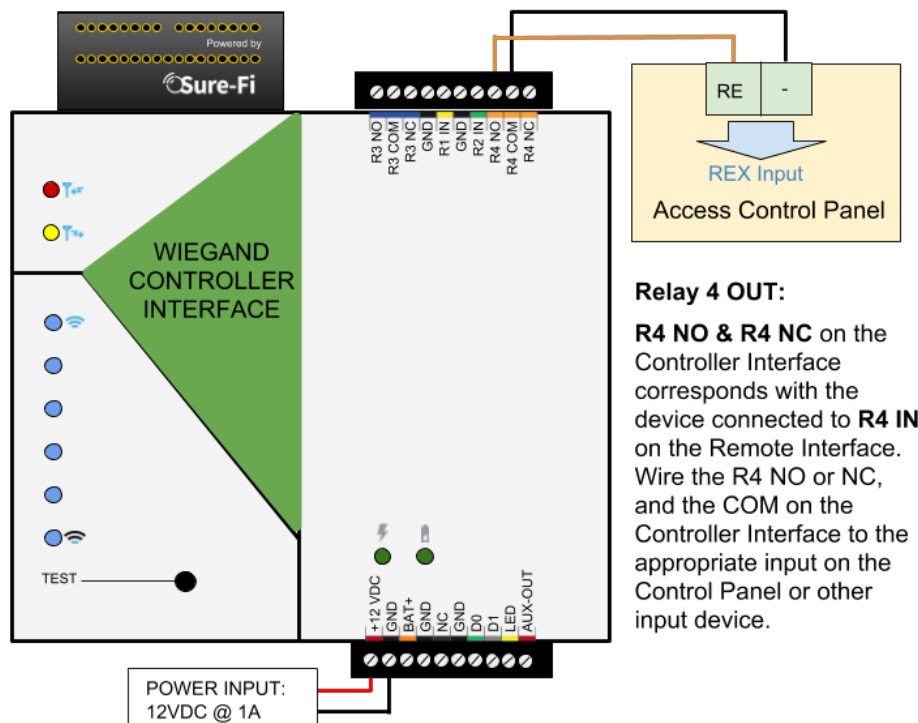 Powered by
Sure-Fi
R3 NO
R3 COM
R3 NC
GND
R1 IN
GND
R2 IN
R4 NO
R4 COM
R4 NC
RE
-
REX Input
Access Control Panel
WIEGAND
CONTROLLER
INTERFACE
Relay 4 OUT:
R4 NO & R4 NC on the
Controller Interface
corresponds with the
device connected to R4 IN
on the Remote Interface.
Wire the R4 NO or NC,
and the COM on the
Controller Interface to the
appropriate input on the
Control Panel or other
input device.
TEST
+12 VDC
GND
BAT+
GND
NC
GND
D0
D1
LED
AUX-OUT
POWER INPUT:
12VDC @ 1A